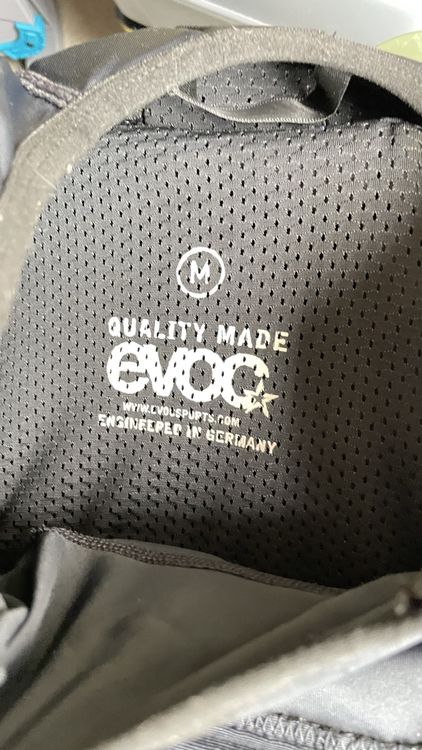 M
QUALITY MADE
evoc
WWW.EVOCSPORTS.COM
ENGINEERED IN GERMANY